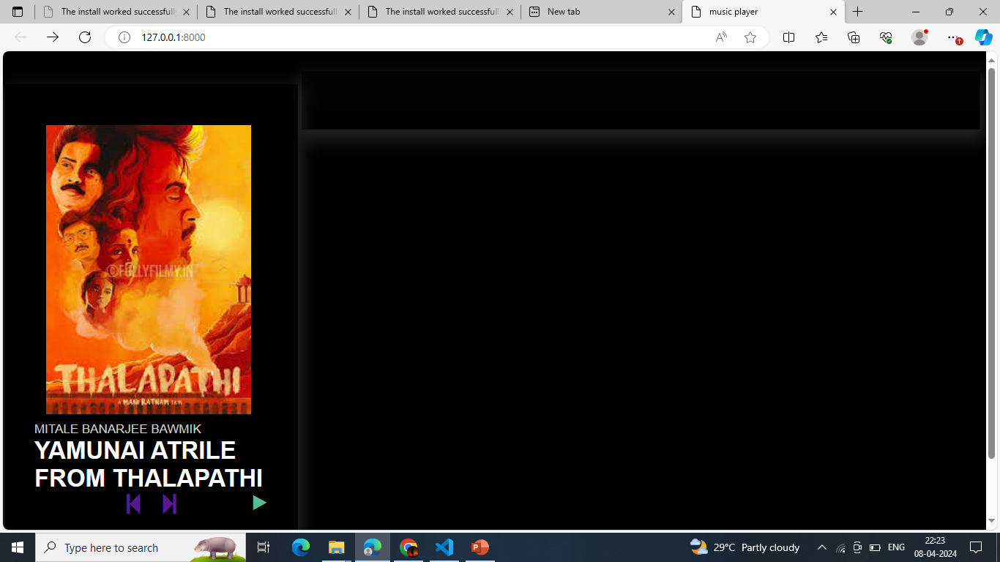 The install worked successfull
The install worked successfull
The install worked successfull
New tab
music player
127.0.0.1:8000
©FULLYFILMY.IN
THALAPATHI
A MANI RATNAM FILM
MITALE BANARJEE BAWMIK
YAMUNAI ATRILE
FROM THALAPATHI
Type here to search
29°C Partly cloudy
ENG
22:23
08-04-2024